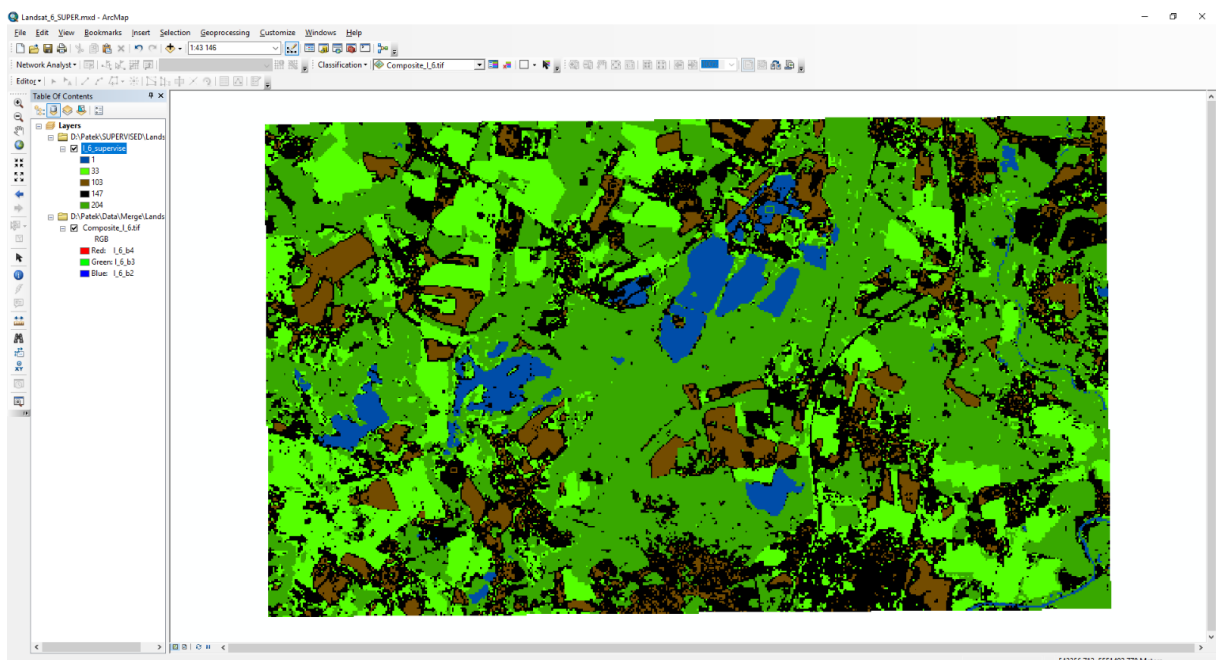 Landsat_6_SUPER.mxd - ArcMap
File Edit View Bookmarks Insert Selection Geoprocessing Customize Windows Help
1:43 146
Network Analyst Classification Composite_l_6.tif
Editor
Table Of Contents
Layers
D:\Patek\SUPERVISED\Lands
l_6_supervise
1
33
103
147
204
D:\Patek\Data\Merge\Lands
Composite_l_6.tif
RGB
Red: l_6_b4
Green: l_6_b3
Blue: l_6_b2